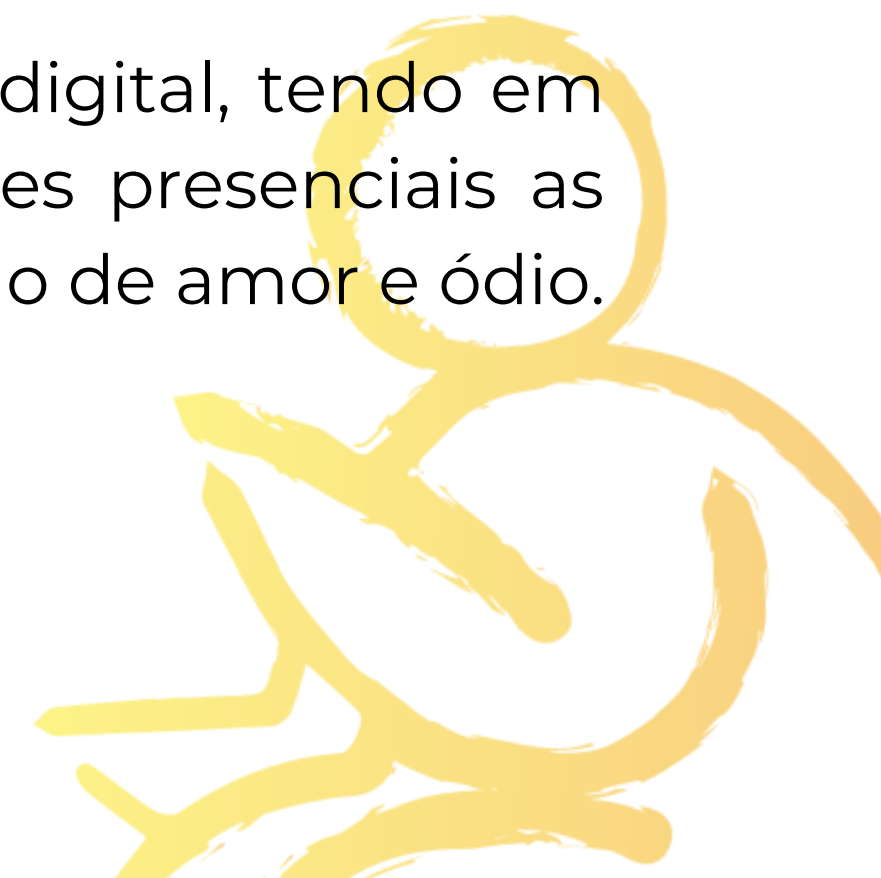 digital, tendo em
es presenciais as
o de amor e ódio.